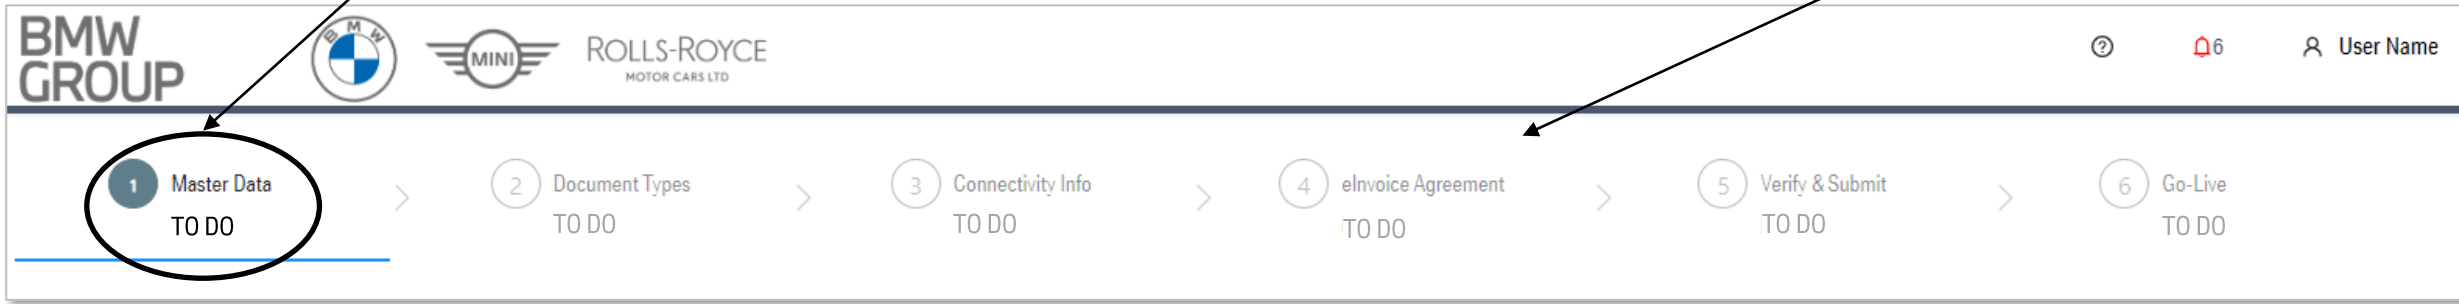 BMW
GROUP
BMW
MINI
ROLLS-ROYCE
MOTOR CARS LTD
6
User Name
1 Master Data
TO DO
2 Document Types
TO DO
3 Connectivity Info
TO DO
4 eInvoice Agreement
TO DO
5 Verify & Submit
TO DO
6 Go-Live
TO DO